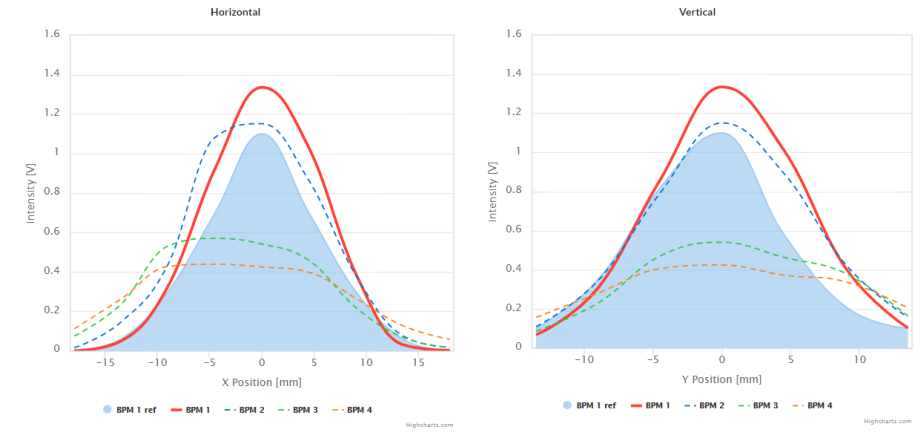 Horizontal
1.6
1.4
1.2
1
0.8
0.6
0.4
0.2
0
Intensity [V]
-15 -10 -5 0 5 10 15
X Position [mm]
BPM 1 ref BPM 1 BPM 2 BPM 3 BPM 4
Highcharts.com
Vertical
1.6
1.4
1.2
1
0.8
0.6
0.4
0.2
0
Intensity [V]
-10 -5 0 5 10
Y Position [mm]
BPM 1 ref BPM 1 BPM 2 BPM 3 BPM 4
Highcharts.com